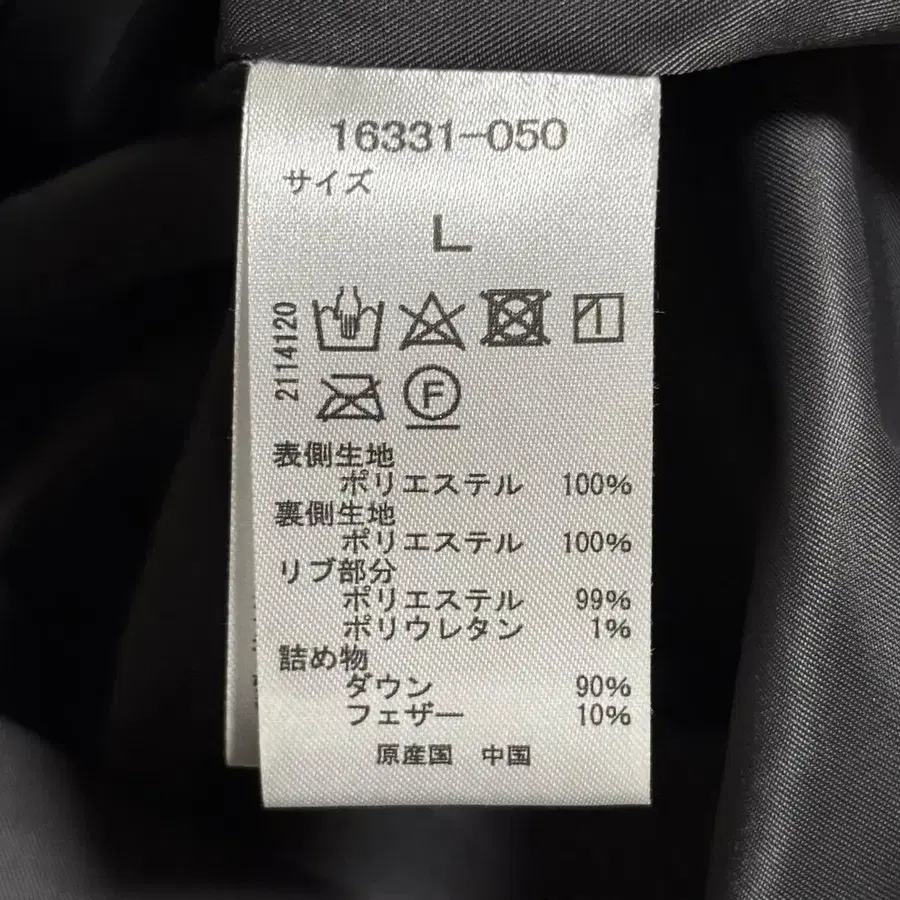 16331-050
サイズ
L
2114120
F
表側生地
ポリエステル 100%
裏側生地
ポリエステル 100%
リブ部分
ポリエステル 99%
ポリウレタン 1%
詰め物
ダウン 90%
フェザー 10%
原産国 中国